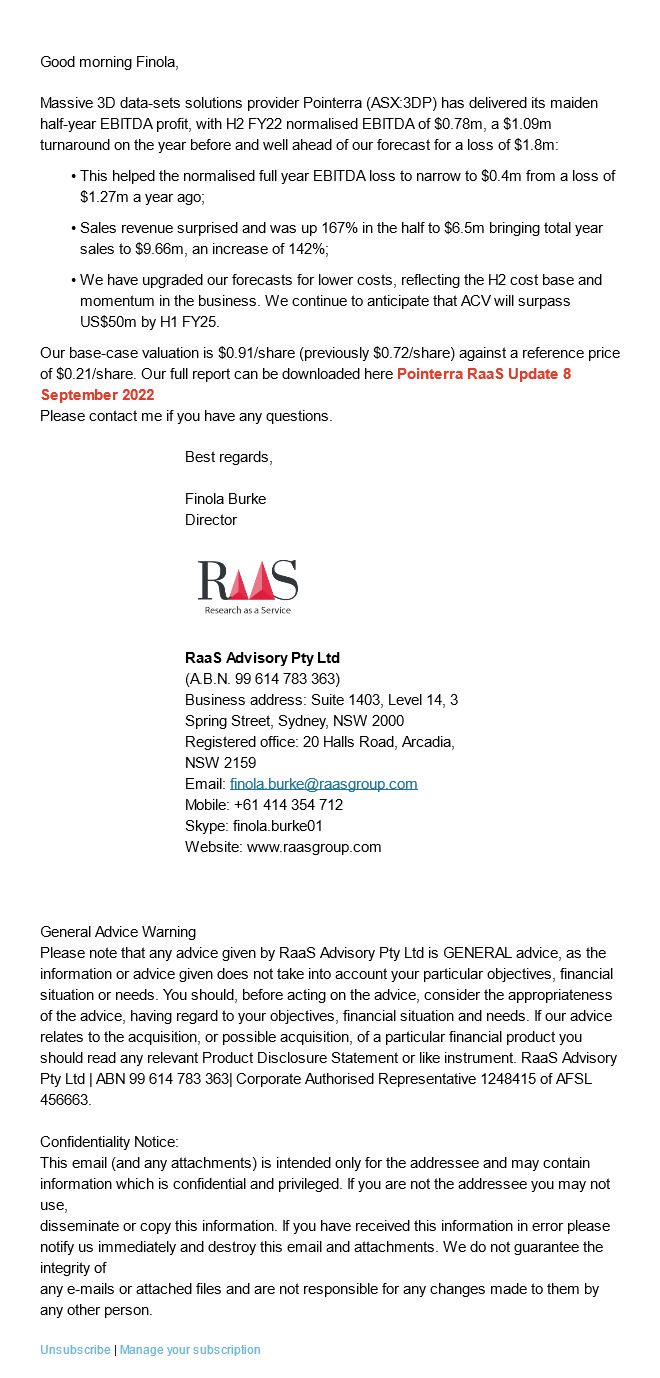 Good morning Finola,
Massive 3D data-sets solutions provider Pointerra (ASX:3DP) has delivered its maiden
half-year EBITDA profit, with H2 FY22 normalised EBITDA of $0.78m, a $1.09m
turnaround on the year before and well ahead of our forecast for a loss of $1.8m:
• This helped the normalised full year EBITDA loss to narrow to $0.4m from a loss of
$1.27m a year ago;
• Sales revenue surprised and was up 167% in the half to $6.5m bringing total year
sales to $9.66m, an increase of 142%;
• We have upgraded our forecasts for lower costs, reflecting the H2 cost base and
momentum in the business. We continue to anticipate that ACV will surpass
US$50m by H1 FY25.
Our base-case valuation is $0.91/share (previously $0.72/share) against a reference price
of $0.21/share. Our full report can be downloaded here Pointerra RaaS Update 8
September 2022
Please contact me if you have any questions.
Best regards,
Finola Burke
Director
RAAS
Research as a Service
RaaS Advisory Pty Ltd
(A.B.N. 99 614 783 363)
Business address: Suite 1403, Level 14, 3
Spring Street, Sydney, NSW 2000
Registered office: 20 Halls Road, Arcadia,
NSW 2159
Email: finola.burke@raasgroup.com
Mobile: +61 414 354 712
Skype: finola.burke01
Website: www.raasgroup.com
General Advice Warning
Please note that any advice given by RaaS Advisory Pty Ltd is GENERAL advice, as the
information or advice given does not take into account your particular objectives, financial
situation or needs. You should, before acting on the advice, consider the appropriateness
of the advice, having regard to your objectives, financial situation and needs. If our advice
relates to the acquisition, or possible acquisition, of a particular financial product you
should read any relevant Product Disclosure Statement or like instrument. RaaS Advisory
Pty Ltd | ABN 99 614 783 363| Corporate Authorised Representative 1248415 of AFSL
456663.
Confidentiality Notice:
This email (and any attachments) is intended only for the addressee and may contain
information which is confidential and privileged. If you are not the addressee you may not
use,
disseminate or copy this information. If you have received this information in error please
notify us immediately and destroy this email and attachments. We do not guarantee the
integrity of
any e-mails or attached files and are not responsible for any changes made to them by
any other person.
Unsubscribe | Manage your subscription